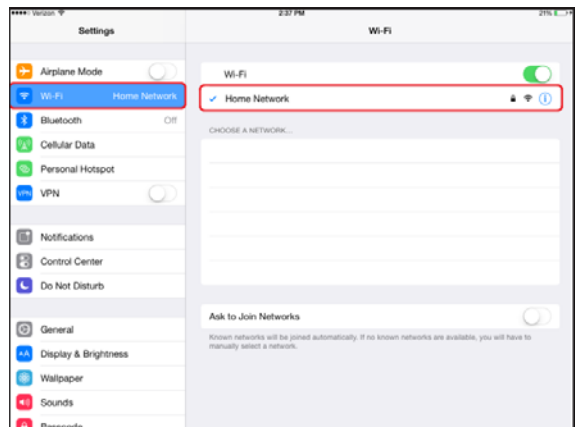 Verizon
2:37 PM
21%
Settings
Wi-Fi
Airplane Mode
Wi-Fi Home Network
Bluetooth Off
Cellular Data
Personal Hotspot
VPN VPN
Notifications
Control Center
Do Not Disturb
General
AA Display & Brightness
Wallpaper
Sounds
Passcode
Wi-Fi
Home Network
CHOOSE A NETWORK...
Ask to Join Networks
Known networks will be joined automatically. If no known networks are available, you will have to
manually select a network.